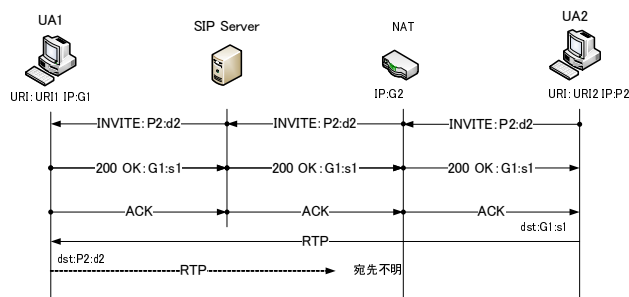 UA1
SIP Server
NAT
UA2
URI: URI1 IP:G1
IP:G2
URI: URI2 IP:P2
INVITE: P2:d2
INVITE: P2:d2
INVITE: P2:d2
200 OK: G1:s1
200 OK: G1:s1
200 OK: G1:s1
ACK
ACK
ACK
dst:G1:s1
RTP
dst:P2:d2
RTP
宛先不明